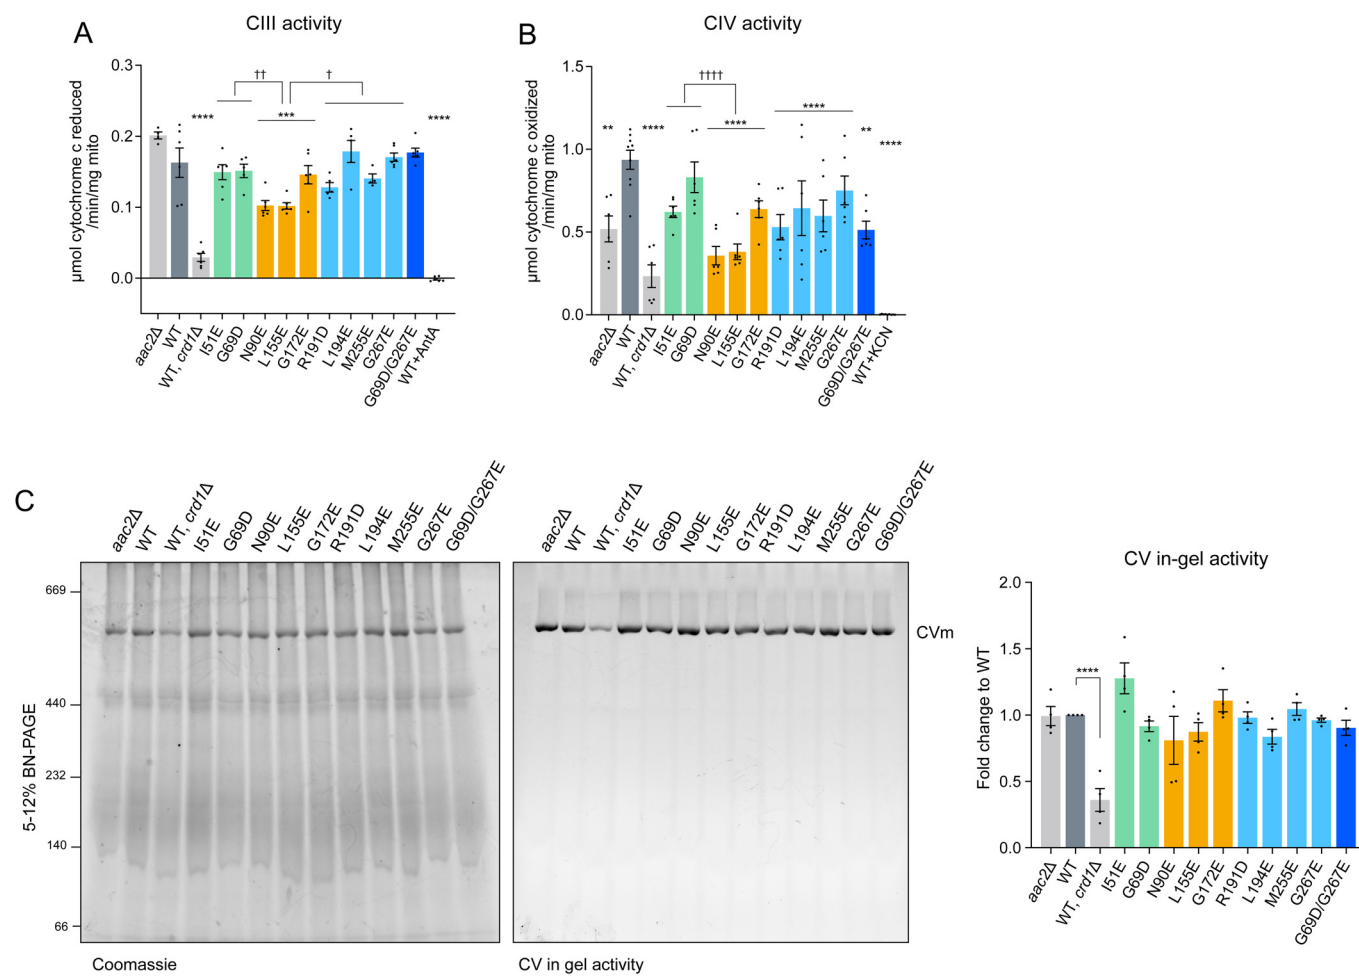 A
CIII activity
μmol cytochrome c reduced
/min/mg mito
0.3
0.2
0.1
0.0
††
†
****
***
****
aac2Δ
WT
WT, crd1Δ
I51E
G69D
N90E
L155E
G172E
R191D
L194E
M255E
G267E
G69D/G267E
WT+AntA
B
CIV activity
μmol cytochrome c oxidized
/min/mg mito
1.5
1.0
0.5
0.0
††††
**
****
****
****
**
****
aac2Δ
WT
WT, crd1Δ
I51E
G69D
N90E
L155E
G172E
R191D
L194E
M255E
G267E
G69D/G267E
WT+KCN
C
aac2Δ
WT
WT, crd1Δ
I51E
G69D
N90E
L155E
G172E
R191D
L194E
M255E
G267E
G69D/G267E
5-12% BN-PAGE
669
440
232
140
66
Coomassie
aac2Δ
WT
WT, crd1Δ
I51E
G69D
N90E
L155E
G172E
R191D
L194E
M255E
G267E
G69D/G267E
CVm
CV in gel activity
CV in-gel activity
Fold change to WT
2.0
1.5
1.0
0.5
0.0
****
aac2Δ
WT
WT, crd1Δ
I51E
G69D
N90E
L155E
G172E
R191D
L194E
M255E
G267E
G69D/G267E